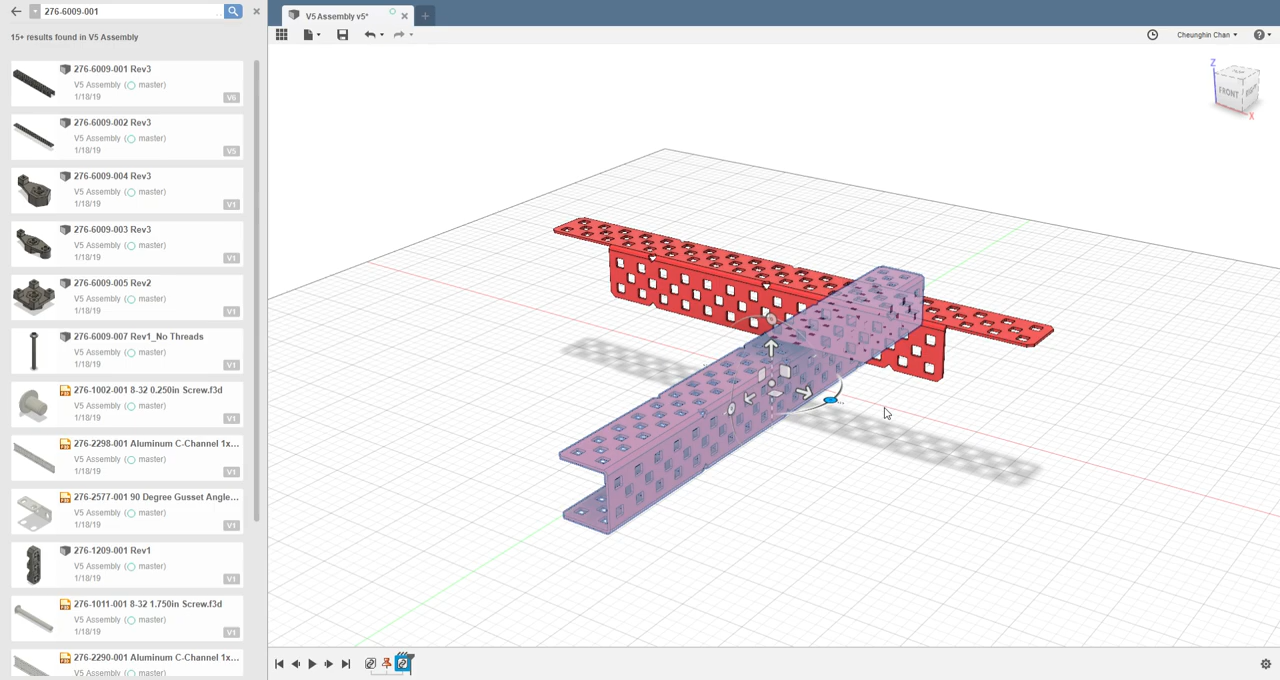 276-6009-001
15+ results found in V5 Assembly
276-6009-001 Rev3
V5 Assembly (master)
1/18/19
V6
276-6009-002 Rev3
V5 Assembly (master)
1/18/19
V5
276-6009-004 Rev3
V5 Assembly (master)
1/18/19
V1
276-6009-003 Rev3
V5 Assembly (master)
1/18/19
V1
276-6009-005 Rev2
V5 Assembly (master)
1/18/19
V1
276-6009-007 Rev1_No Threads
V5 Assembly (master)
1/18/19
V1
276-1002-001 8-32 0.250in Screw.f3d
V5 Assembly (master)
1/18/19
V1
276-2298-001 Aluminum C-Channel 1x...
V5 Assembly (master)
1/18/19
V1
276-2577-001 90 Degree Gusset Angle...
V5 Assembly (master)
1/18/19
V1
276-1209-001 Rev1
V5 Assembly (master)
1/18/19
V1
276-1011-001 8-32 1.750in Screw.f3d
V5 Assembly (master)
1/18/19
V1
276-2290-001 Aluminum C-Channel 1x...
V5 Assembly (master)
V5 Assembly v5*
Cheunghin Chan
Z
FRONT
RIGHT
X